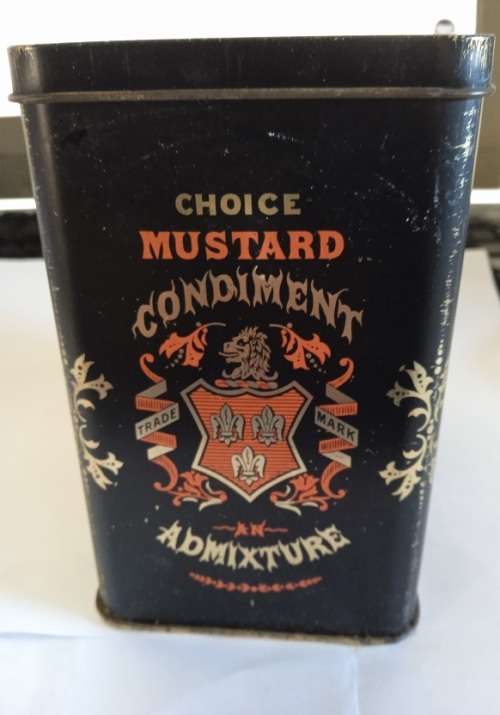 CHOICE
MUSTARD
CONDIMENT
TRADE MARK
AN
ADMIXTURE